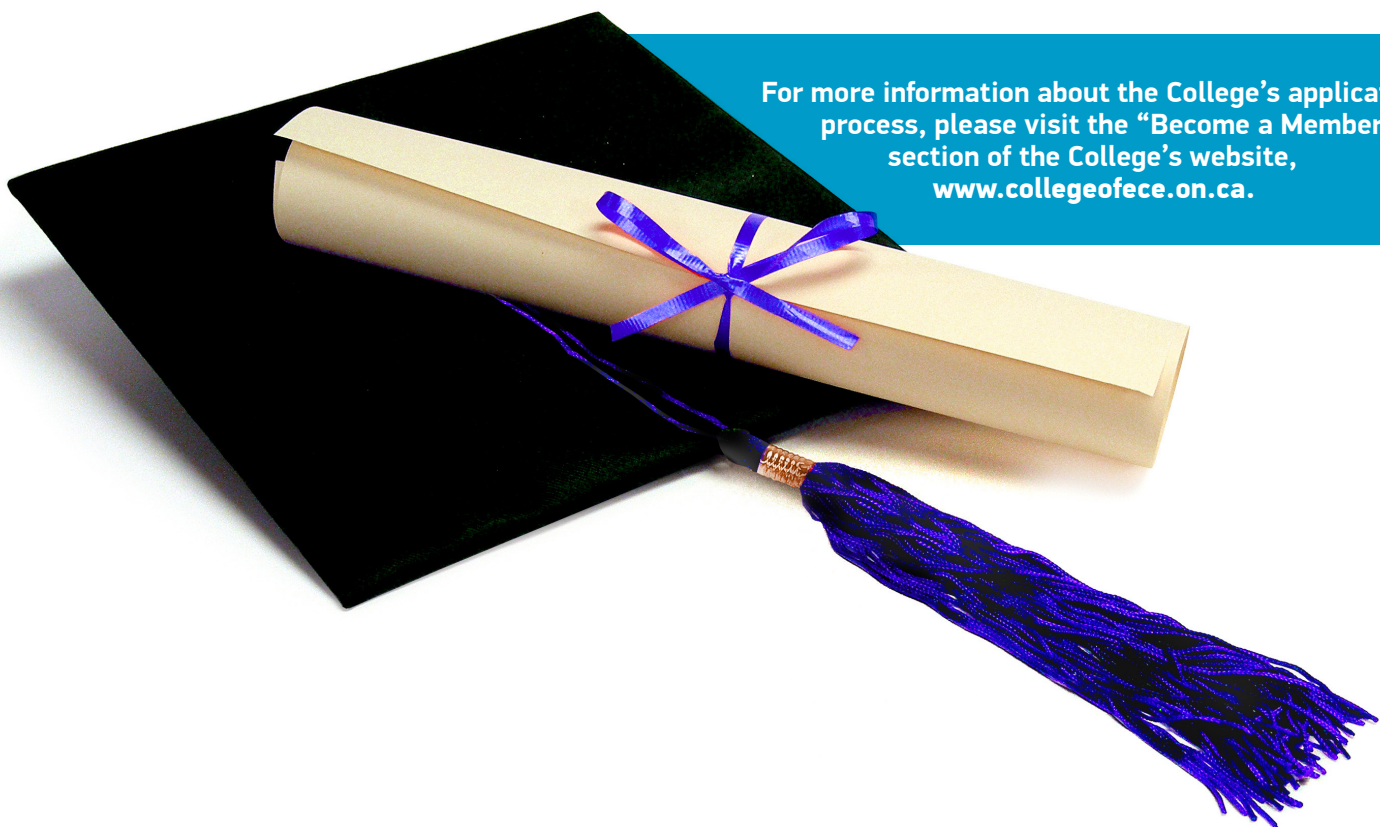 For more information about the College’s applica
process, please visit the “Become a Member
section of the College’s website,
www.collegeofece.on.ca.